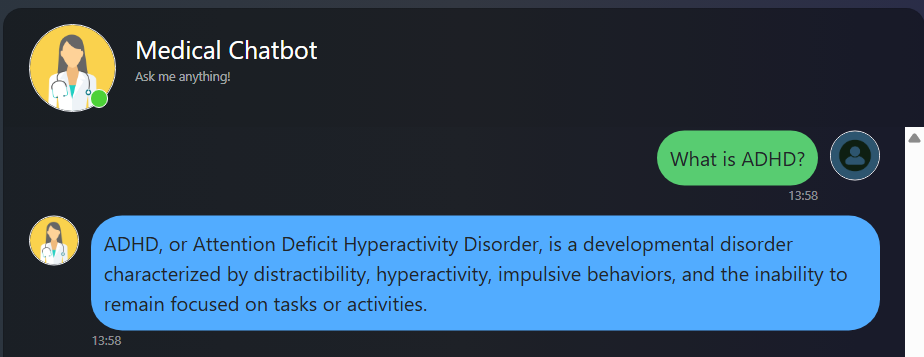 Medical Chatbot
Ask me anything!
What is ADHD?
13:58
ADHD, or Attention Deficit Hyperactivity Disorder, is a developmental disorder
characterized by distractibility, hyperactivity, impulsive behaviors, and the inability to
remain focused on tasks or activities.
13:58